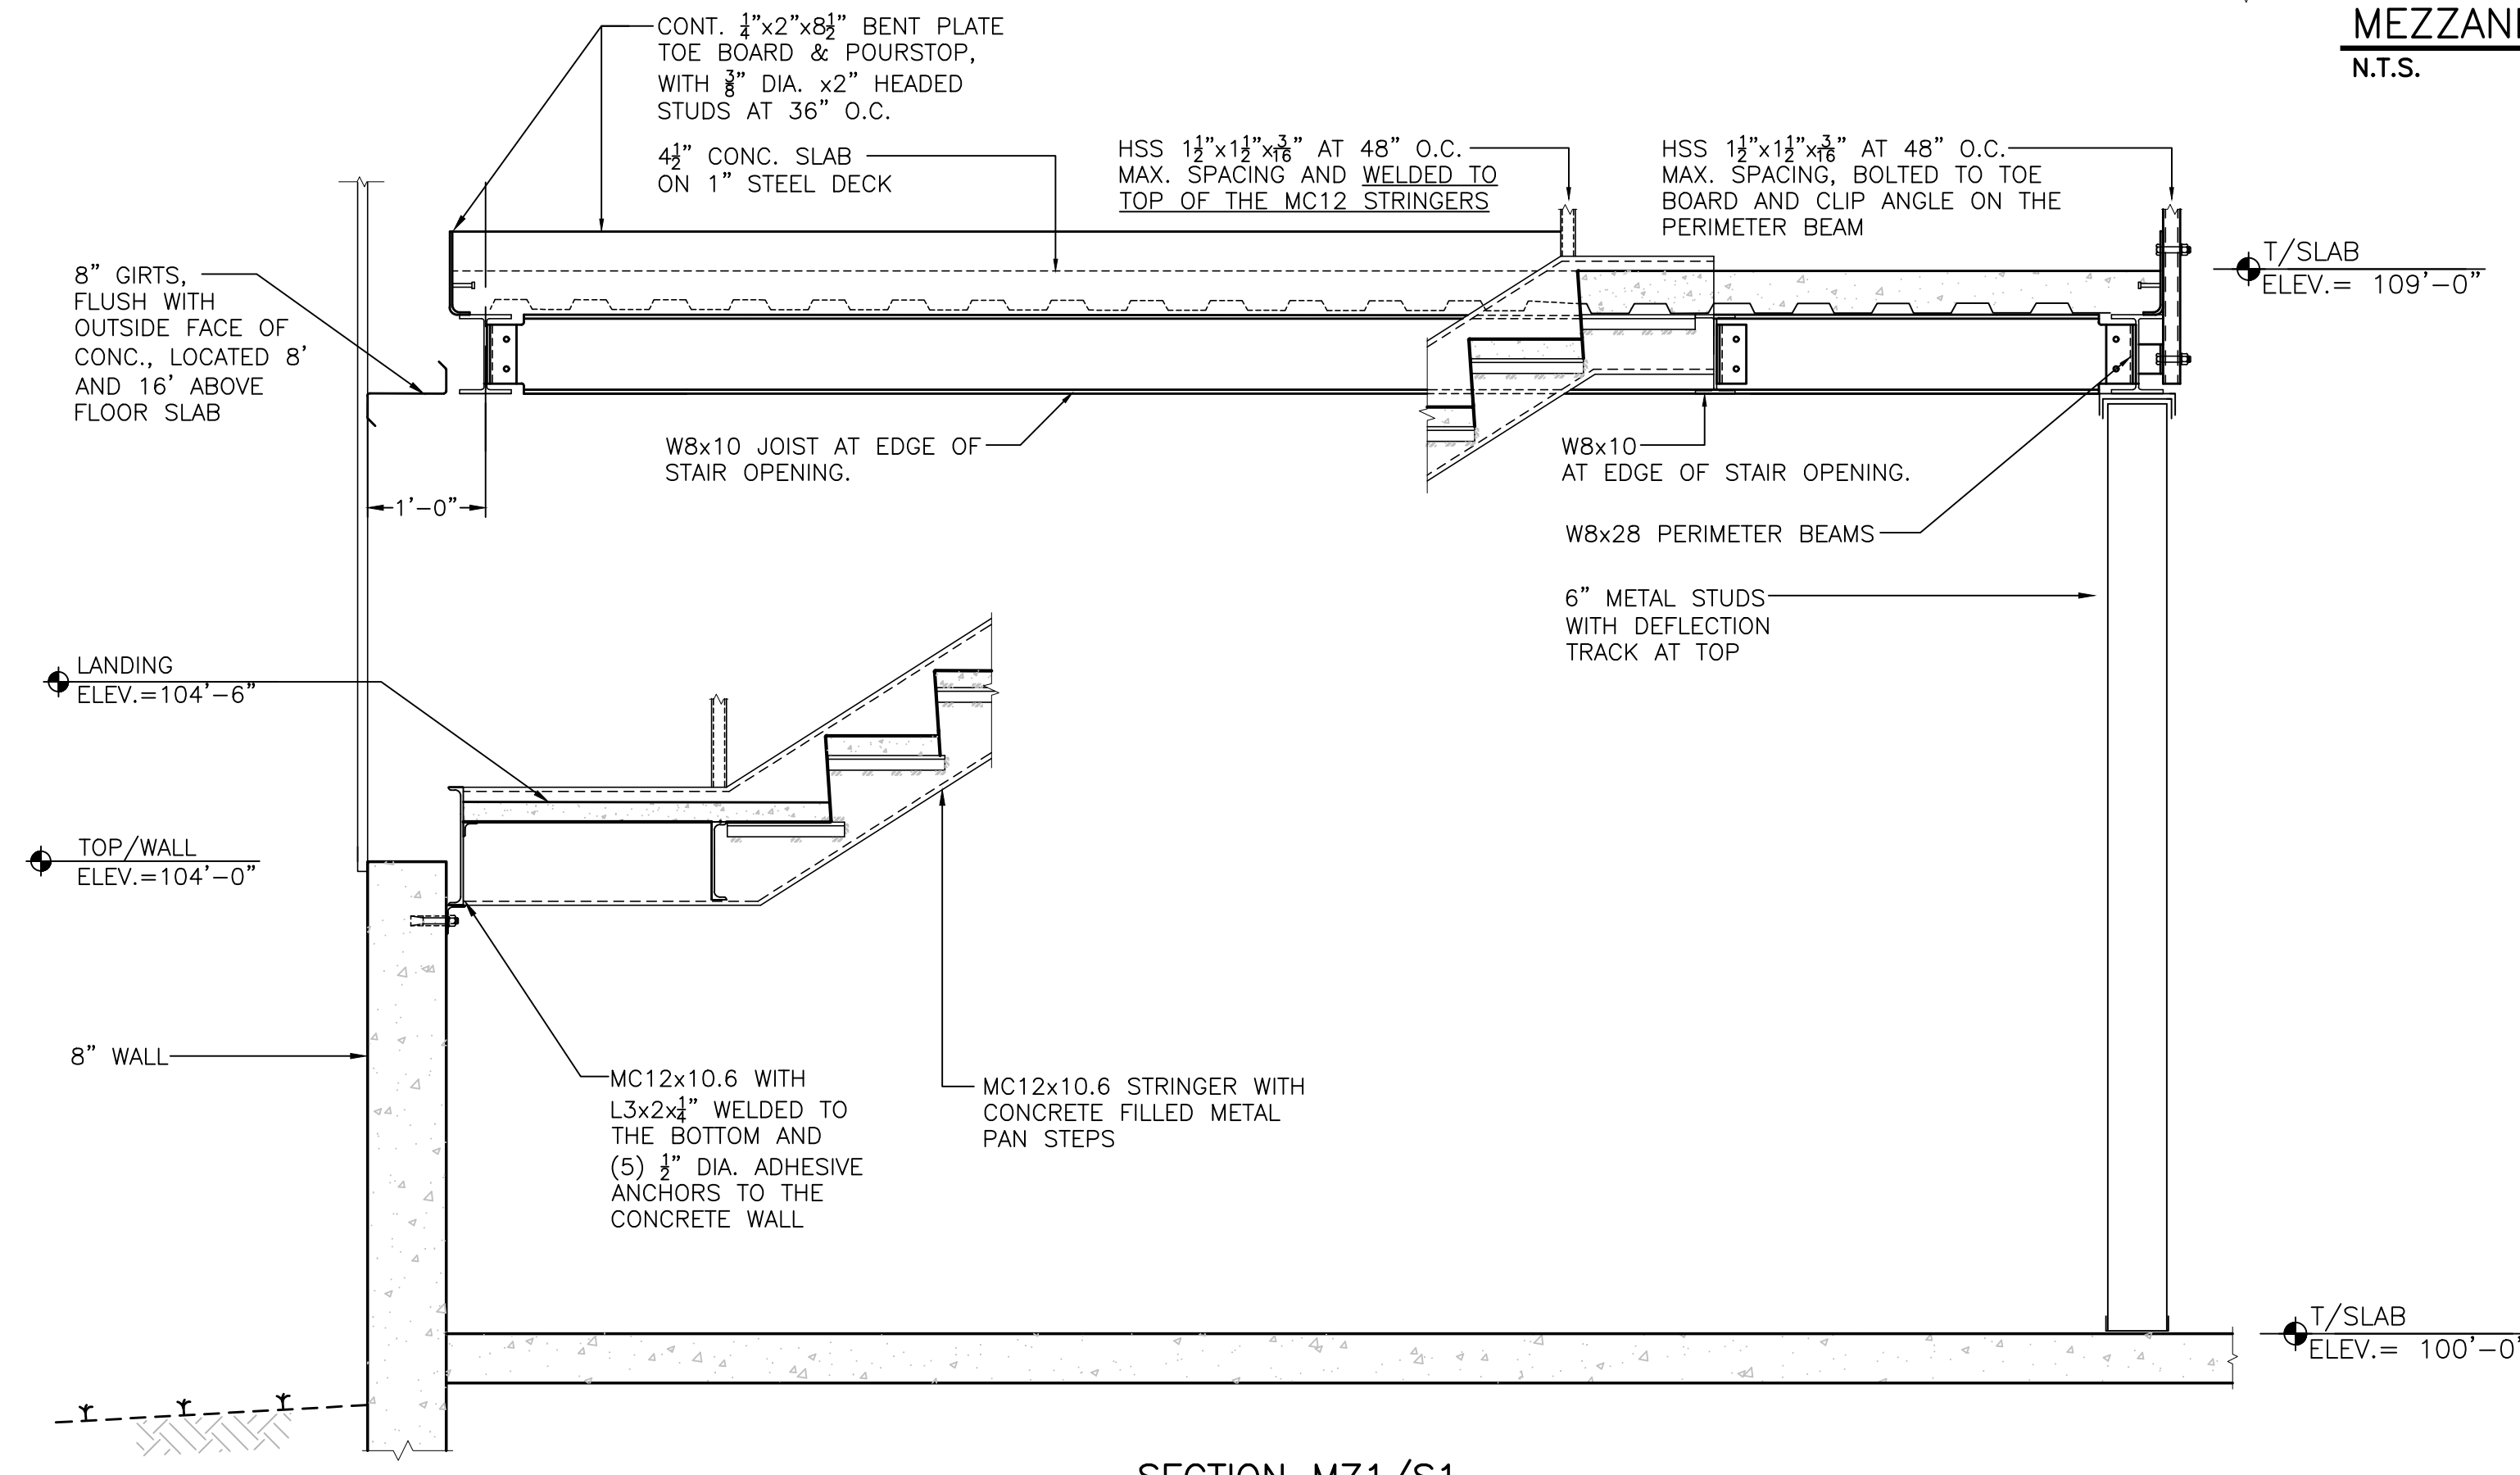 MEZZANI
N.T.S.
CONT. 1/4"x2"x8 1/2" BENT PLATE
TOE BOARD & POURSTOP,
WITH 3/8" DIA. x2" HEADED
STUDS AT 36" O.C.
4 1/2" CONC. SLAB
ON 1" STEEL DECK
HSS 1 1/2"x1 1/2"x3/16" AT 48" O.C.
MAX. SPACING AND WELDED TO
TOP OF THE MC12 STRINGERS
HSS 1 1/2"x1 1/2"x3/16" AT 48" O.C.
MAX. SPACING, BOLTED TO TOE
BOARD AND CLIP ANGLE ON THE
PERIMETER BEAM
T/SLAB
ELEV.= 109'-0"
8" GIRTS,
FLUSH WITH
OUTSIDE FACE OF
CONC., LOCATED 8'
AND 16' ABOVE
FLOOR SLAB
W8x10 JOIST AT EDGE OF
STAIR OPENING.
W8x10
AT EDGE OF STAIR OPENING.
1'-0"
W8x28 PERIMETER BEAMS
6" METAL STUDS
WITH DEFLECTION
TRACK AT TOP
LANDING
ELEV.=104'-6"
TOP/WALL
ELEV.=104'-0"
8" WALL
MC12x10.6 WITH
L3x2x1/4" WELDED TO
THE BOTTOM AND
(5) 1/2" DIA. ADHESIVE
ANCHORS TO THE
CONCRETE WALL
MC12x10.6 STRINGER WITH
CONCRETE FILLED METAL
PAN STEPS
T/SLAB
ELEV.= 100'-0"
SECTION MZ1/S1